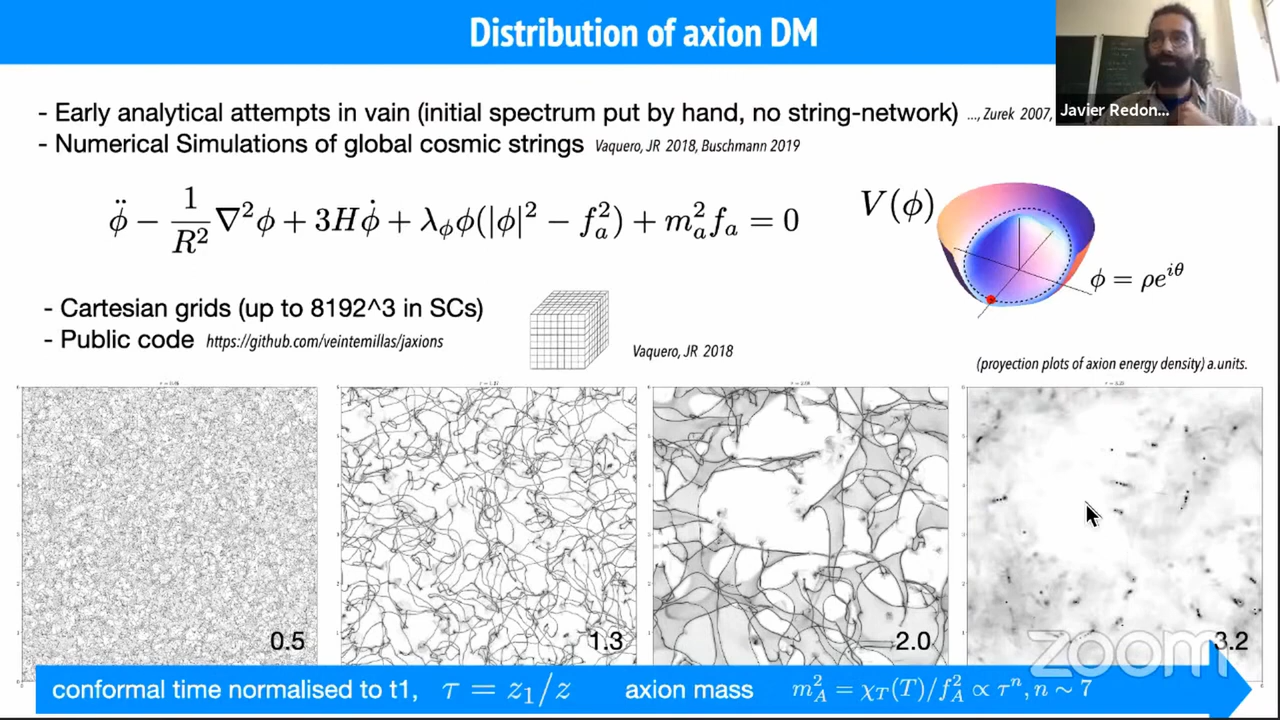 Distribution of axion DM
Javier Redon...
- Early analytical attempts in vain (initial spectrum put by hand, no string-network) ..., Zurek 2007,
- Numerical Simulations of global cosmic strings Vaquero, JR 2018, Buschmann 2019
\ddot{\phi} - \frac{1}{R^2}\nabla^2\phi + 3H\dot{\phi} + \lambda_\phi\phi(|\phi|^2 - f_a^2) + m_a^2 f_a = 0
V(\phi)
\phi = \rho e^{i\theta}
- Cartesian grids (up to 8192^3 in SCs)
- Public code https://github.com/veintemillas/jaxions
Vaquero, JR 2018
(proyection plots of axion energy density) a.units.
0.5
1.3
2.0
3.2
zoom
conformal time normalised to t1, \tau = z_1/z axion mass m_A^2 = \chi_T(T)/f_A^2 \propto \tau^n, n \sim 7